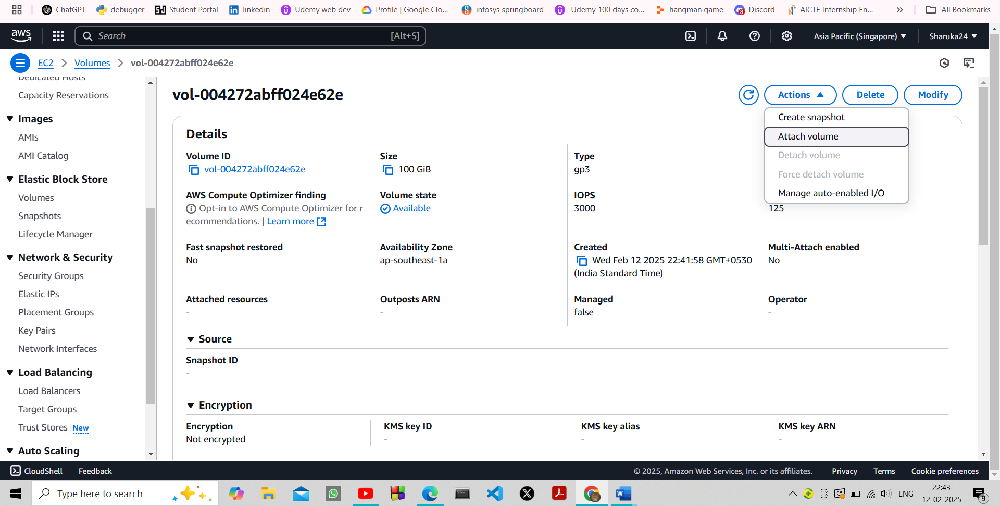 ChatGPT debugger Student Portal linkedin Udemy web dev Profile | Google Clo... infosys springboard Udemy 100 days co... hangman game Discord AICTE Internship En... » All Bookmarks
aws Search [Alt+S] Asia Pacific (Singapore) Sharuka24
EC2 > Volumes > vol-004272abff024e62e
Dedicated Hosts
Capacity Reservations
Images
AMIs
AMI Catalog
Elastic Block Store
Volumes
Snapshots
Lifecycle Manager
Network & Security
Security Groups
Elastic IPs
Placement Groups
Key Pairs
Network Interfaces
Load Balancing
Load Balancers
Target Groups
Trust Stores New
Auto Scaling
vol-004272abff024e62e
Actions Delete Modify
Create snapshot
Attach volume
Detach volume
Force detach volume
Manage auto-enabled I/O
Details
Volume ID
vol-004272abff024e62e
Size
100 GiB
Type
gp3
AWS Compute Optimizer finding
Opt-in to AWS Compute Optimizer for r
ecommendations. | Learn more
Volume state
Available
IOPS
3000
125
Fast snapshot restored
No
Availability Zone
ap-southeast-1a
Created
Wed Feb 12 2025 22:41:58 GMT+0530
(India Standard Time)
Multi-Attach enabled
No
Attached resources
-
Outposts ARN
-
Managed
false
Operator
-
Source
Snapshot ID
-
Encryption
Encryption
Not encrypted
KMS key ID
-
KMS key alias
-
KMS key ARN
-
CloudShell Feedback © 2025, Amazon Web Services, Inc. or its affiliates. Privacy Terms Cookie preferences
Type here to search
ENG
22:43
12-02-2025
9